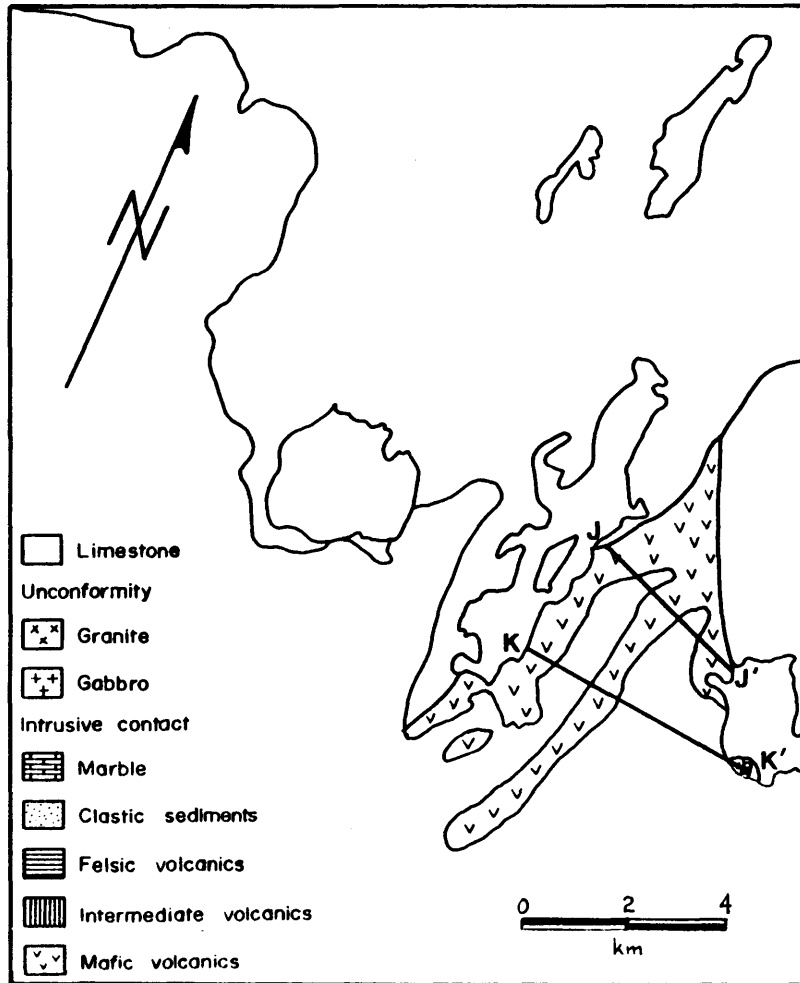 N
J
K
J'
K'
Limestone
Unconformity
Granite
Gabbro
Intrusive contact
Marble
Clastic sediments
Felsic volcanics
Intermediate volcanics
Mafic volcanics
0 2 4
km